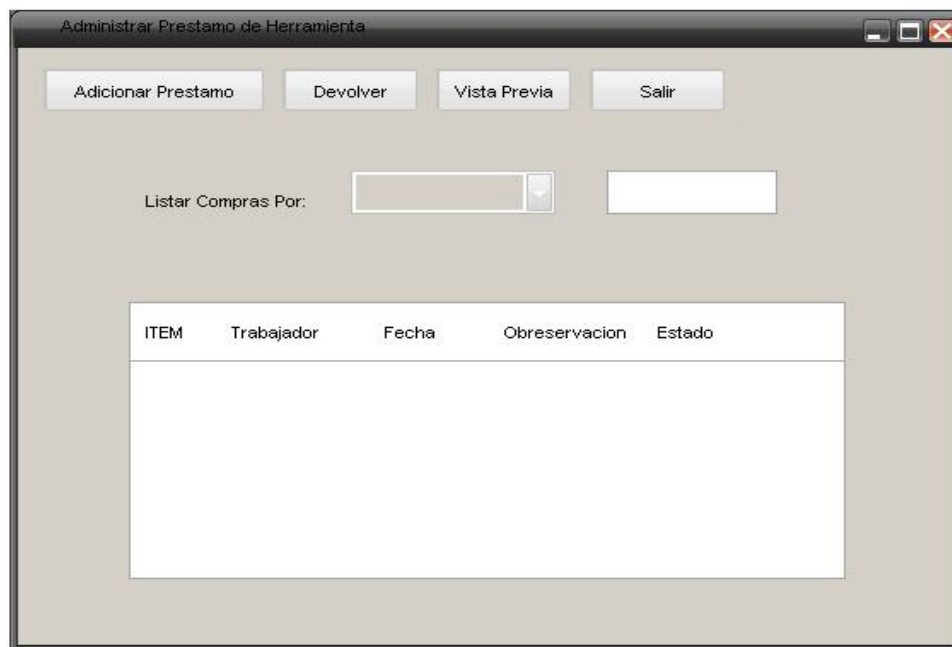 Administrar Prestamo de Herramienta
Adicionar Prestamo Devolver Vista Previa Salir
Listar Compras Por:
ITEM Trabajador Fecha Obreservacion Estado